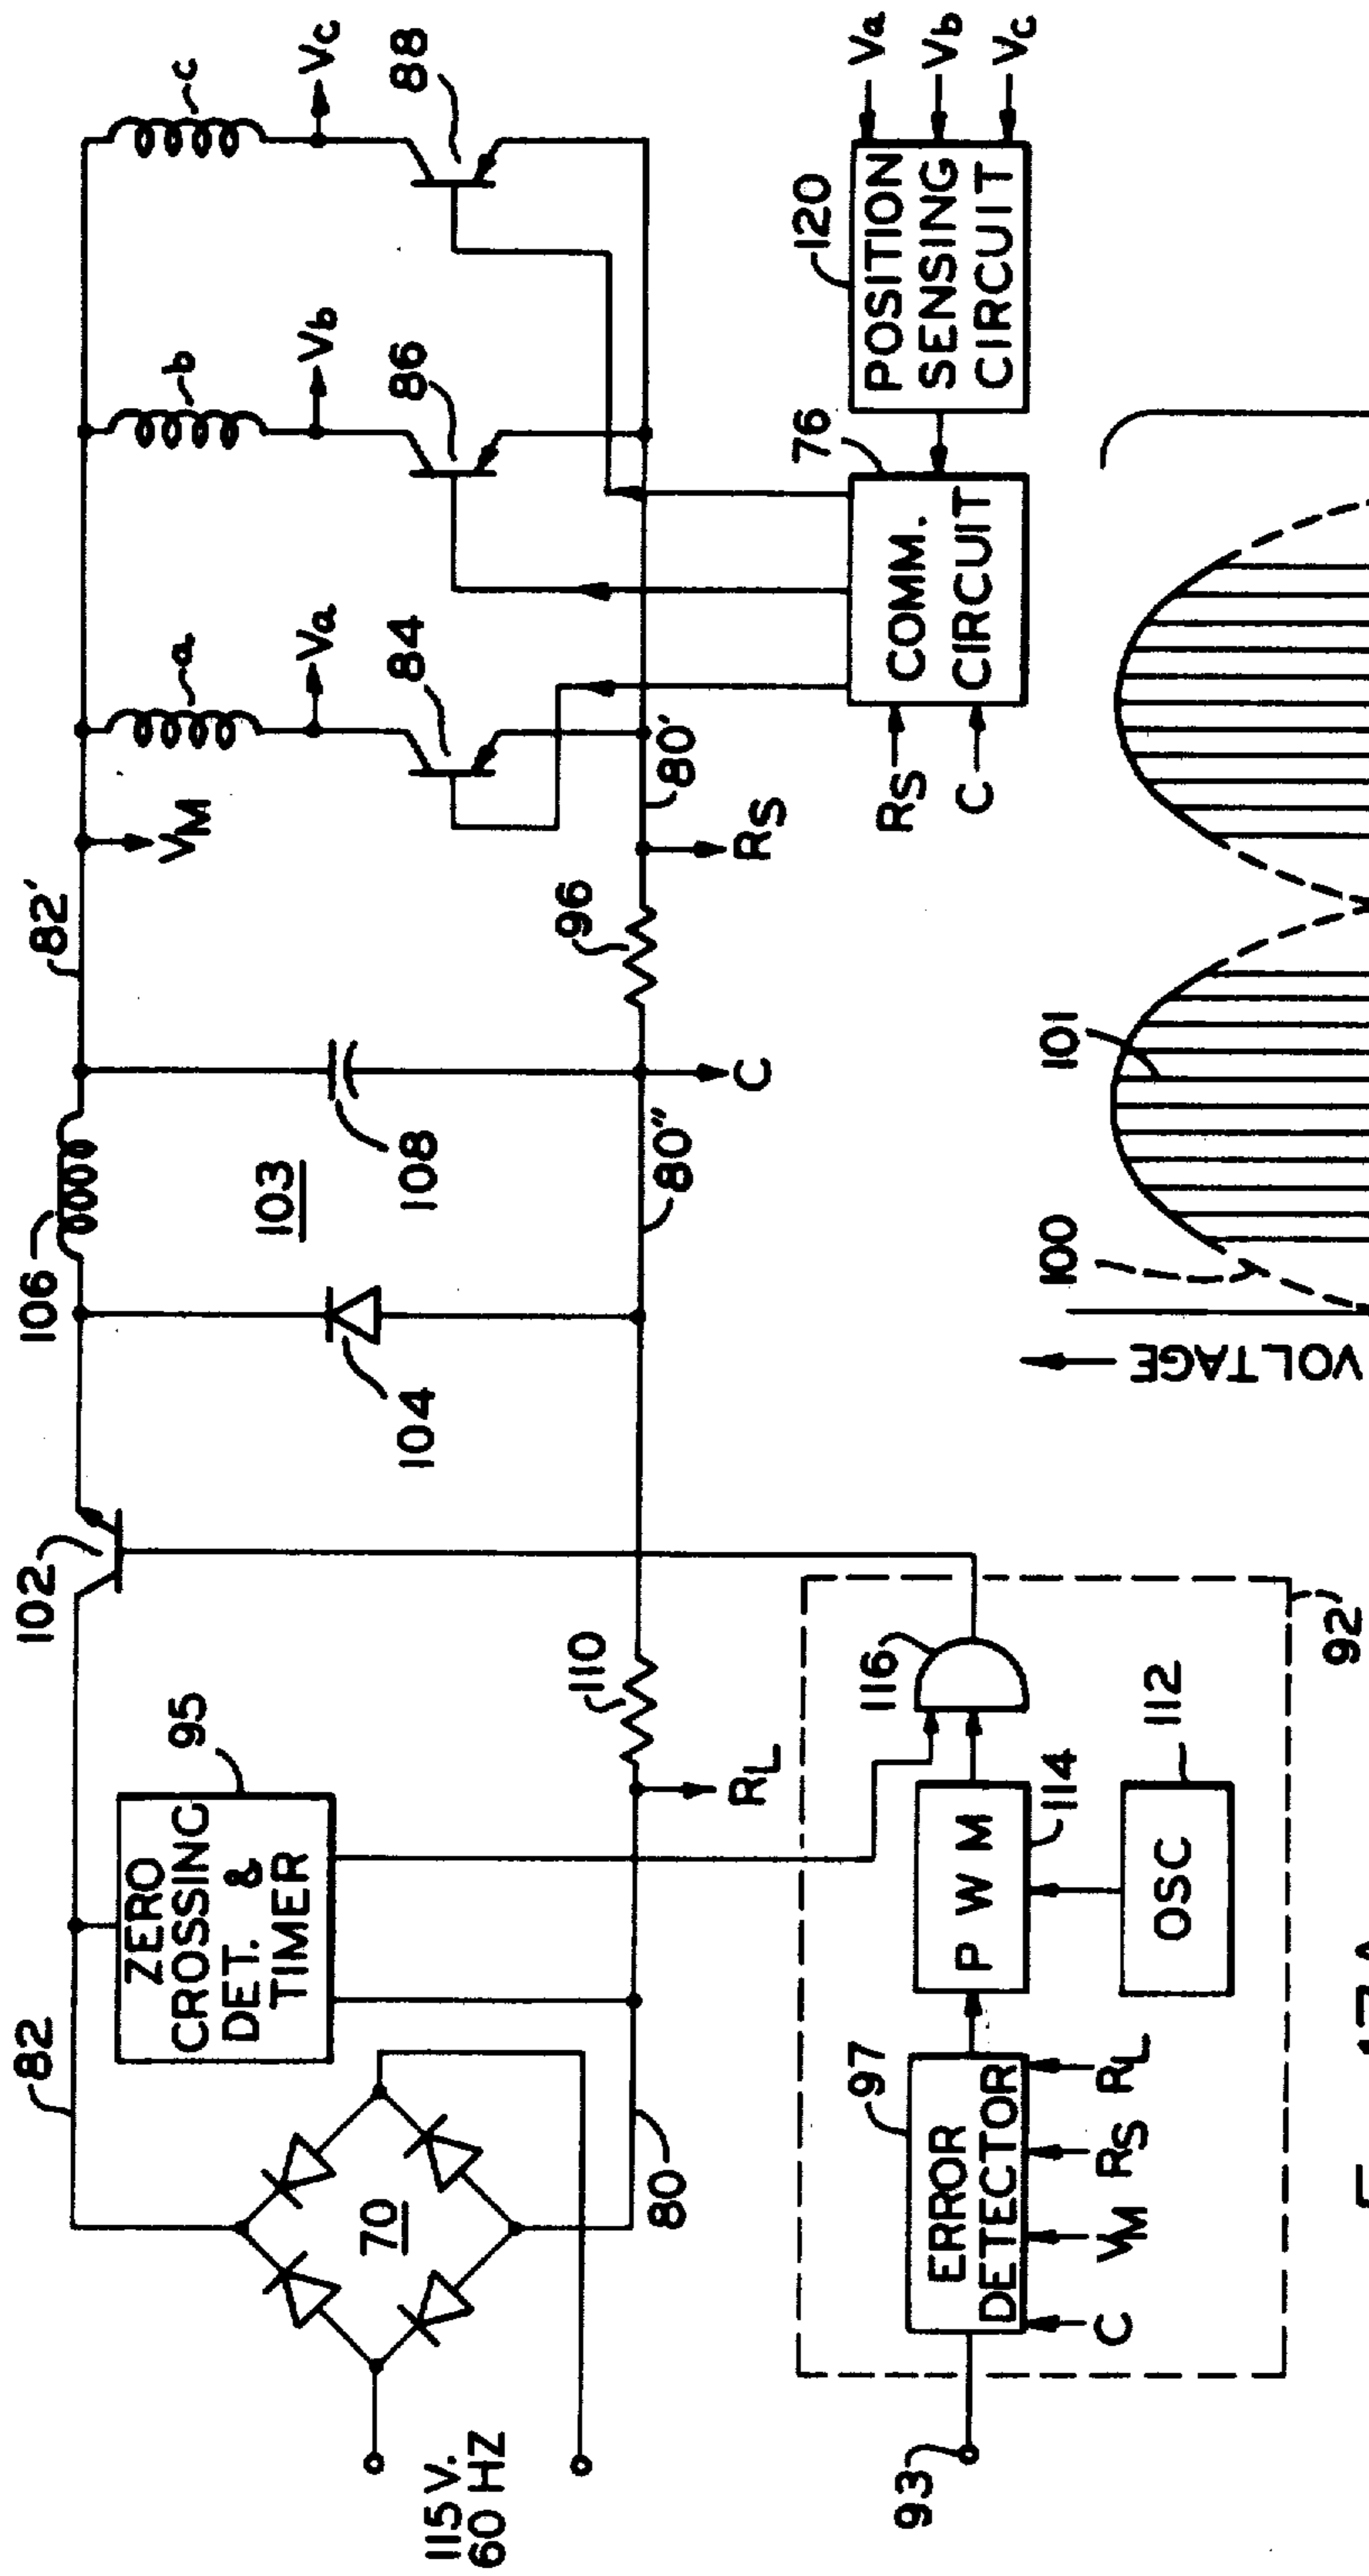 82
ZERO
CROSSING
DET. &
TIMER
95
102
106
82'
VM
a
b
c
Va
Vb
Vc
70
115 V.
60 HZ
80
RL
110
104
103
108
80"
C
96
RS
80'
84
86
88
93
97
ERROR
DETECTOR
C
VM
RS
RL
PWM
114
OSC
112
116
92
RS
C
COMM.
CIRCUIT
76
POSITION
SENSING
CIRCUIT
120
Va
Vb
Vc
VOLTAGE
100
101